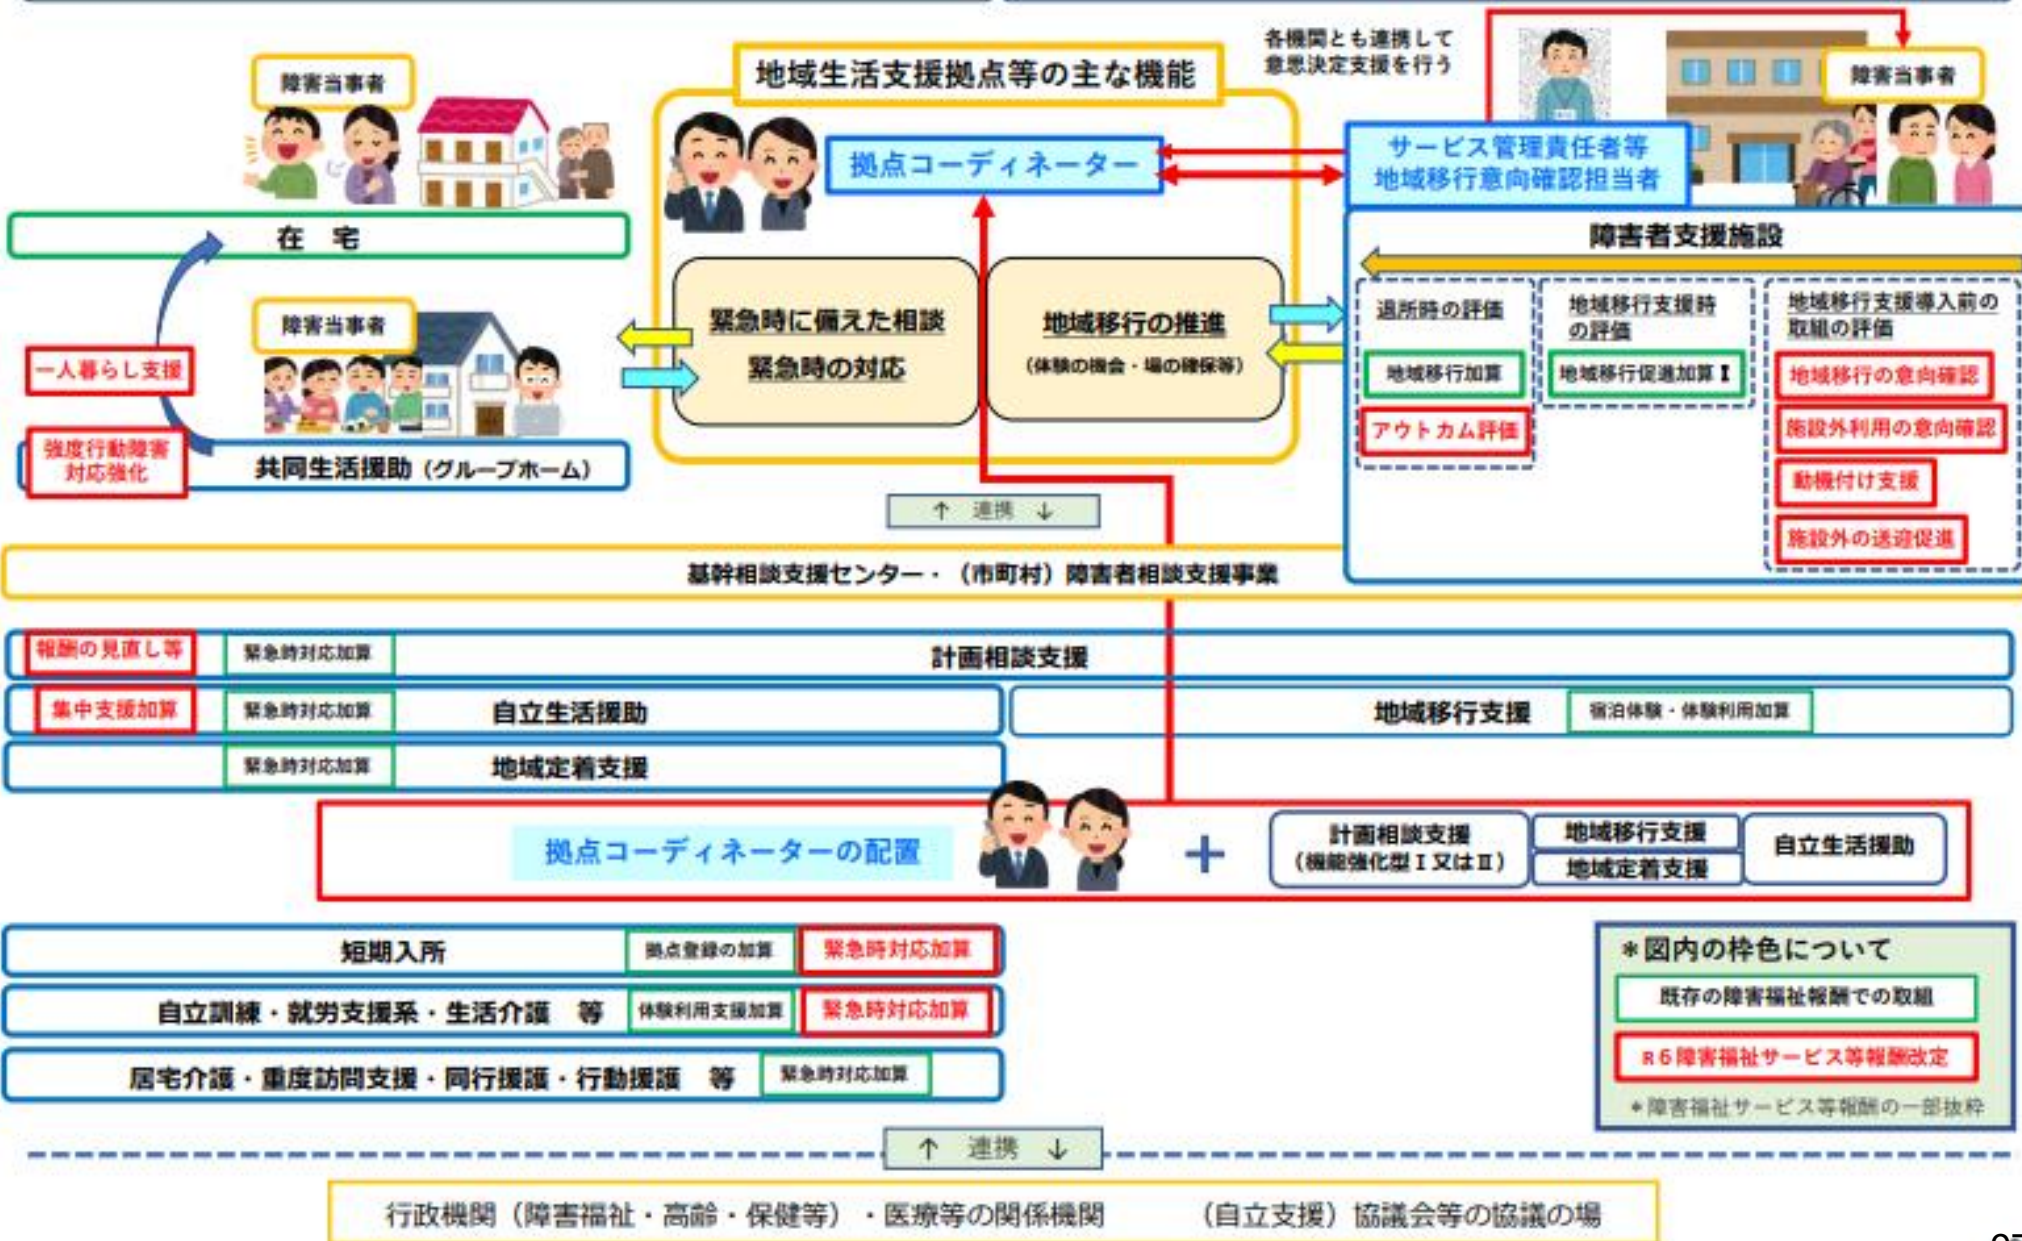 各機関とも連携して
意思決定支援を行う
地域生活支援拠点等の主な機能
障害当事者
障害当事者
拠点コーディネーター
サービス管理責任者等
地域移行意向確認担当者
在　宅
障害者支援施設
障害当事者
緊急時に備えた相談
緊急時の対応
地域移行の推進
（体験の機会・場の確保等）
退所時の評価
地域移行加算
アウトカム評価
地域移行支援時
の評価
地域移行促進加算Ⅰ
地域移行支援導入前の
取組の評価
地域移行の意向確認
施設外利用の意向確認
動機付け支援
施設外の送迎促進
一人暮らし支援
強度行動障害
対応強化
共同生活援助（グループホーム）
↑　連携　↓
基幹相談支援センター・（市町村）障害者相談支援事業
報酬の見直し等　緊急時対応加算　計画相談支援
集中支援加算　緊急時対応加算　自立生活援助
地域移行支援　宿泊体験・体験利用加算
緊急時対応加算　地域定着支援
拠点コーディネーターの配置
＋
計画相談支援
（機能強化型Ⅰ又はⅡ）
地域移行支援
地域定着支援
自立生活援助
短期入所　拠点登録の加算　緊急時対応加算
自立訓練・就労支援系・生活介護　等　体験利用支援加算　緊急時対応加算
居宅介護・重度訪問支援・同行援護・行動援護　等　緊急時対応加算
＊図内の枠色について
既存の障害福祉報酬での取組
R６障害福祉サービス等報酬改定
＊障害福祉サービス等報酬の一部抜粋
↑　連携　↓
行政機関（障害福祉・高齢・保健等）・医療等の関係機関　（自立支援）協議会等の協議の場